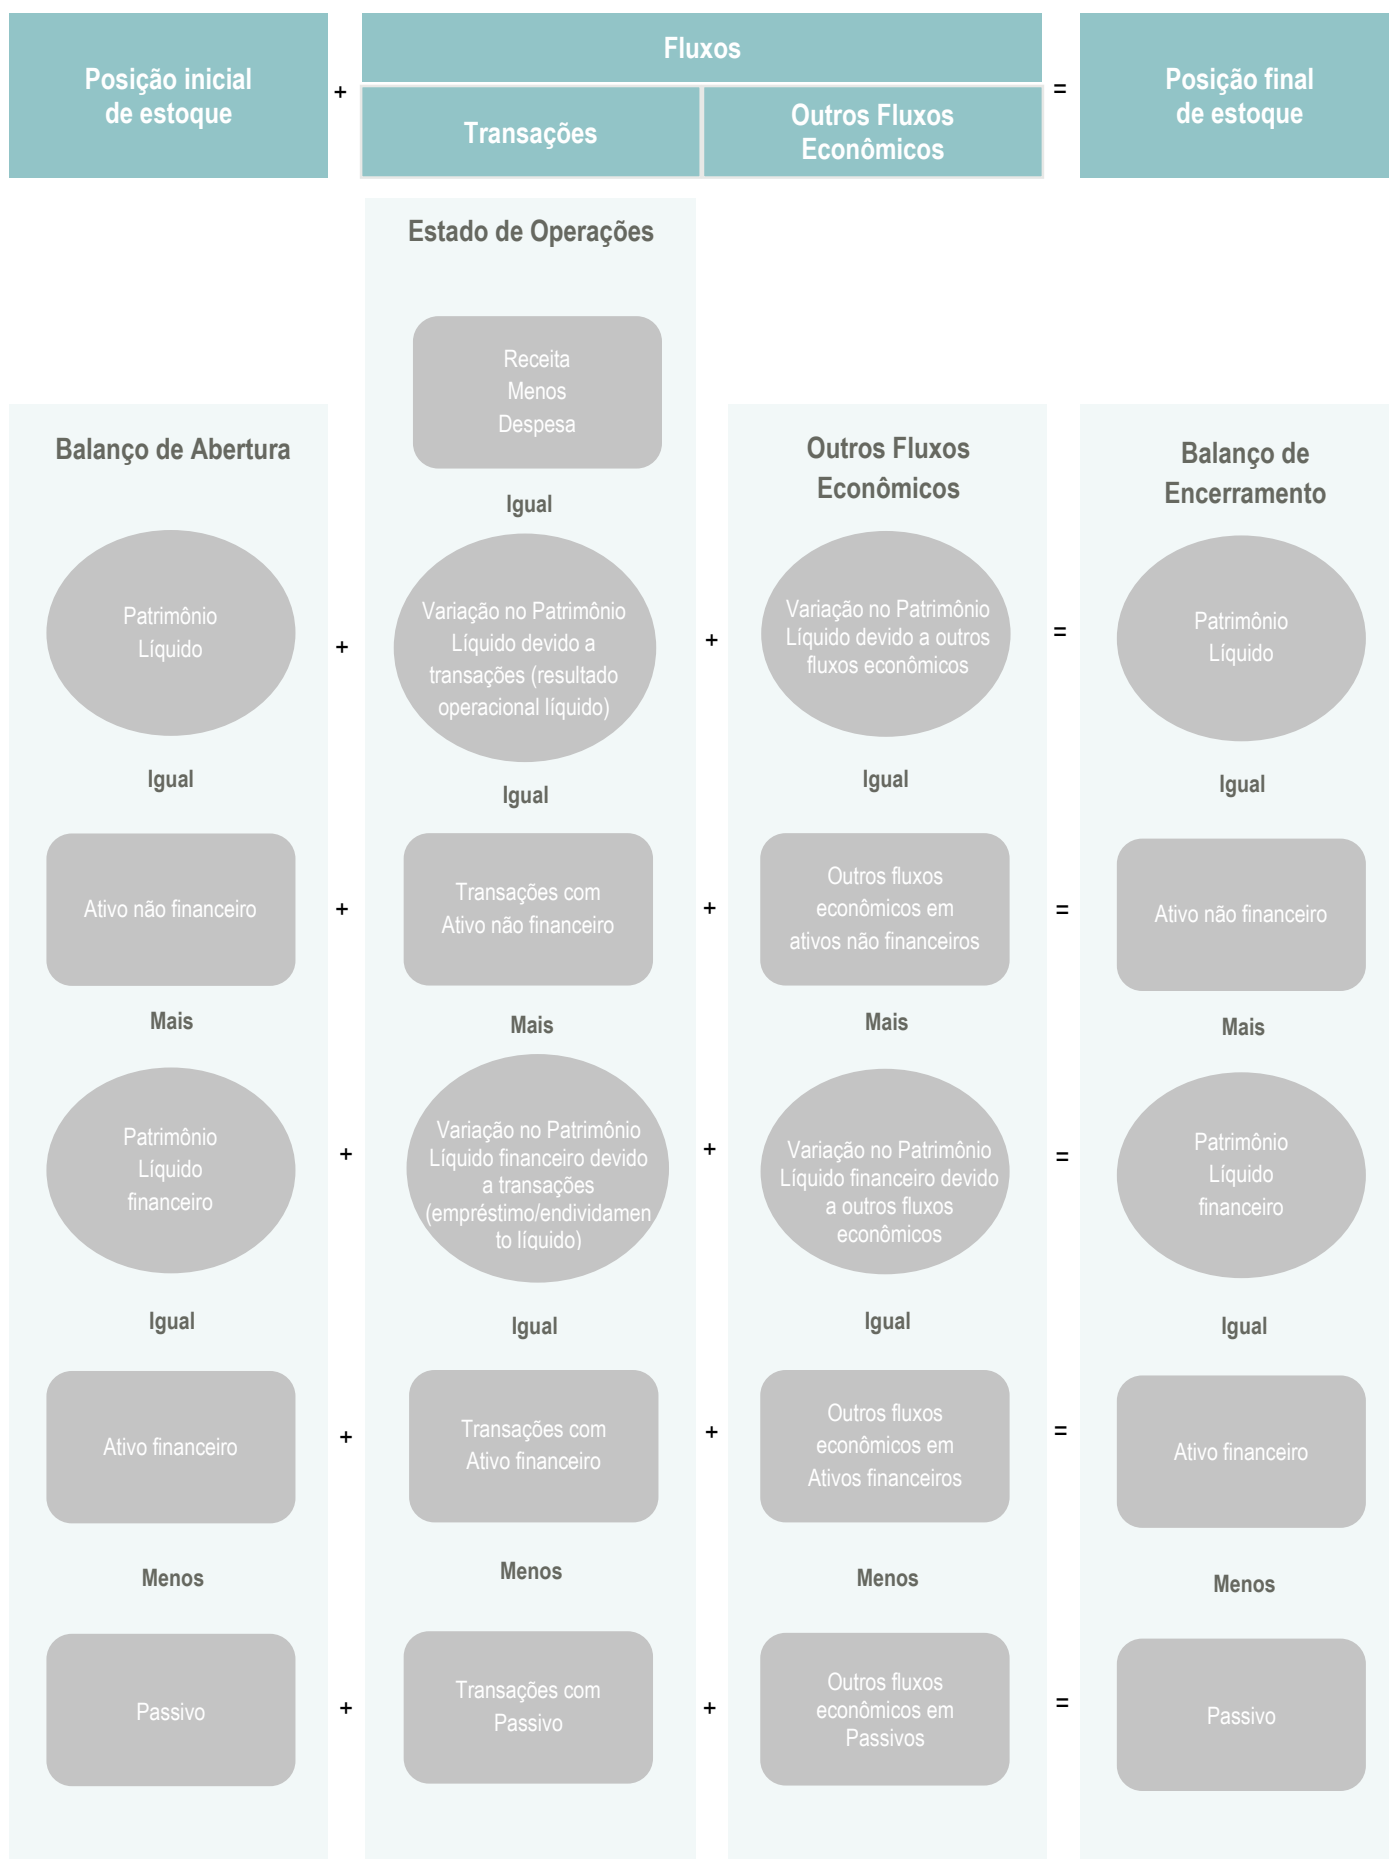 Posição inicial
de estoque
+
Fluxos
Transações
Outros Fluxos
Econômicos
=
Posição final
de estoque
Balanço de Abertura
Patrimônio
Líquido
Igual
Ativo não financeiro
Mais
Patrimônio
Líquido
financeiro
Igual
Ativo financeiro
Menos
Passivo
+
+
+
+
+
Estado de Operações
Receita
Menos
Despesa
Igual
Variação no Patrimônio
Líquido devido a
transações (resultado
operacional líquido)
Igual
Transações com
Ativo não financeiro
Mais
Variação no Patrimônio
Líquido financeiro devido
a transações
(empréstimo/endividamen
to líquido)
Igual
Transações com
Ativo financeiro
Menos
Transações com
Passivo
+
+
+
+
+
Outros Fluxos
Econômicos
Variação no Patrimônio
Líquido devido a outros
fluxos econômicos
Igual
Outros fluxos
econômicos em
ativos não financeiros
Mais
Variação no Patrimônio
Líquido financeiro devido
a outros fluxos
econômicos
Igual
Outros fluxos
econômicos em
Ativos financeiros
Menos
Outros fluxos
econômicos em
Passivos
=
=
=
=
=
Balanço de
Encerramento
Patrimônio
Líquido
Igual
Ativo não financeiro
Mais
Patrimônio
Líquido
financeiro
Igual
Ativo financeiro
Menos
Passivo